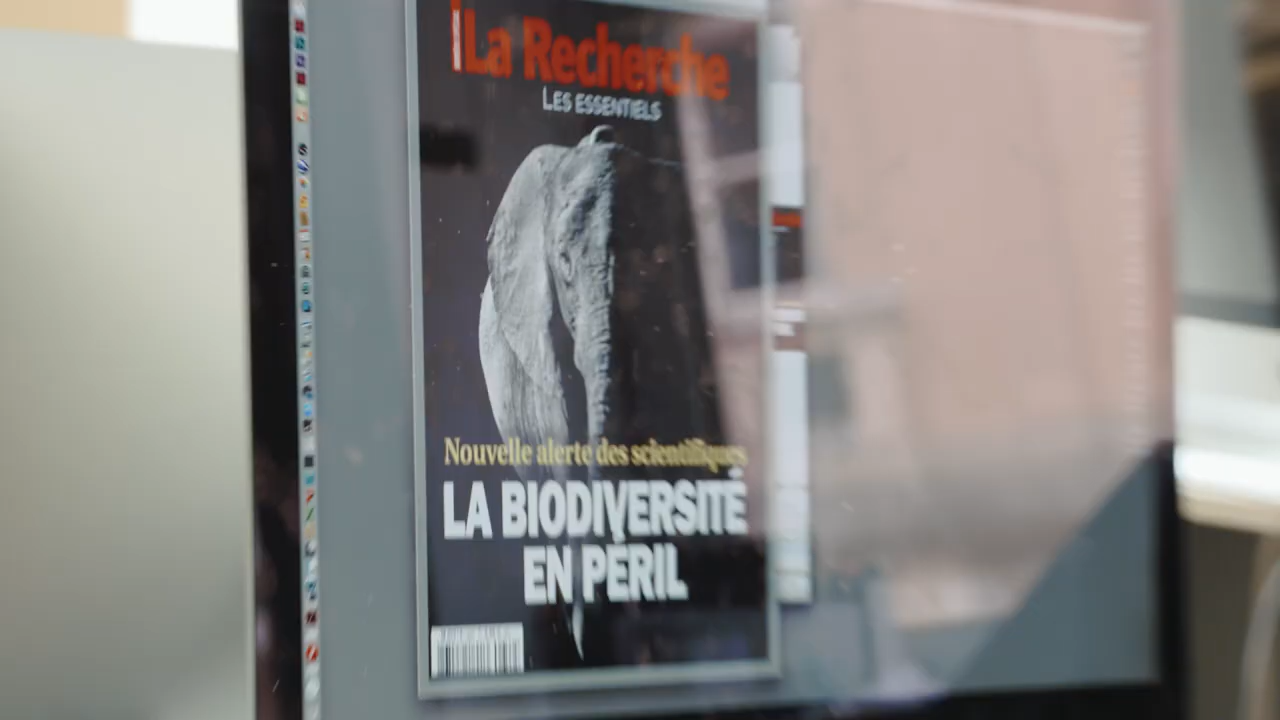 La Recherche
LES ESSENTIELS
Nouvelle alerte des scientifiques
LA BIODIVERSITÉ
EN PÉRIL